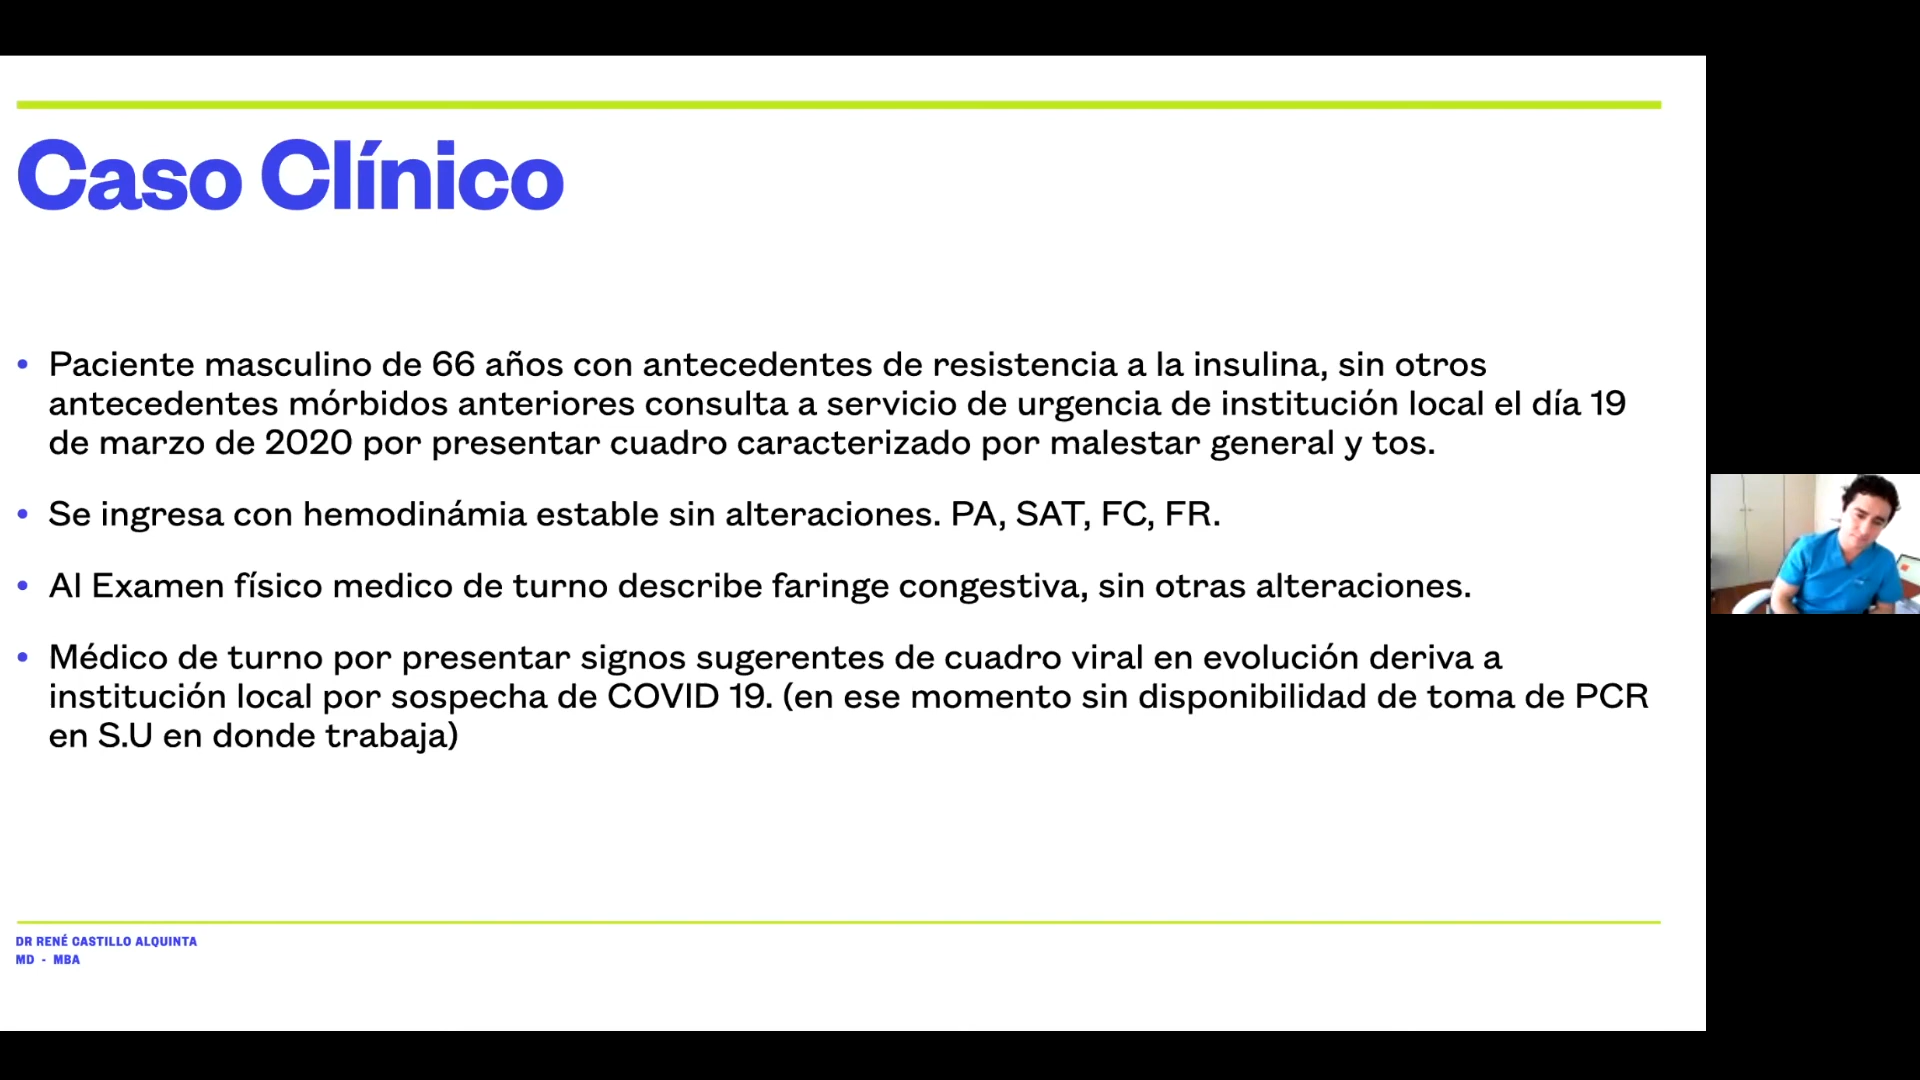 Caso Clínico
• Paciente masculino de 66 años con antecedentes de resistencia a la insulina, sin otros
antecedentes mórbidos anteriores consulta a servicio de urgencia de institución local el día 19
de marzo de 2020 por presentar cuadro caracterizado por malestar general y tos.
• Se ingresa con hemodinámia estable sin alteraciones. PA, SAT, FC, FR.
• Al Examen físico medico de turno describe faringe congestiva, sin otras alteraciones.
• Médico de turno por presentar signos sugerentes de cuadro viral en evolución deriva a
institución local por sospecha de COVID 19. (en ese momento sin disponibilidad de toma de PCR
en S.U en donde trabaja)
DR RENÉ CASTILLO ALQUINTA
MD - MBA